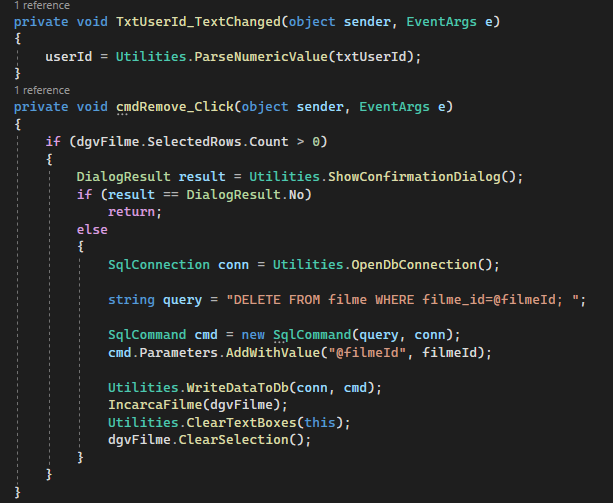 1 reference
private void TxtUserId_TextChanged(object sender, EventArgs e)
{
userId = Utilities.ParseNumericValue(txtUserId);
}
1 reference
private void cmdRemove_Click(object sender, EventArgs e)
{
if (dgvFilme.SelectedRows.Count > 0)
{
DialogResult result = Utilities.ShowConfirmationDialog();
if (result == DialogResult.No)
return;
else
{
SqlConnection conn = Utilities.OpenDbConnection();
string query = "DELETE FROM filme WHERE filme_id=@filmeId; ";
SqlCommand cmd = new SqlCommand(query, conn);
cmd.Parameters.AddWithValue("@filmeId", filmeId);
Utilities.WriteDataToDb(conn, cmd);
IncarcaFilme(dgvFilme);
Utilities.ClearTextBoxes(this);
dgvFilme.ClearSelection();
}
}
}